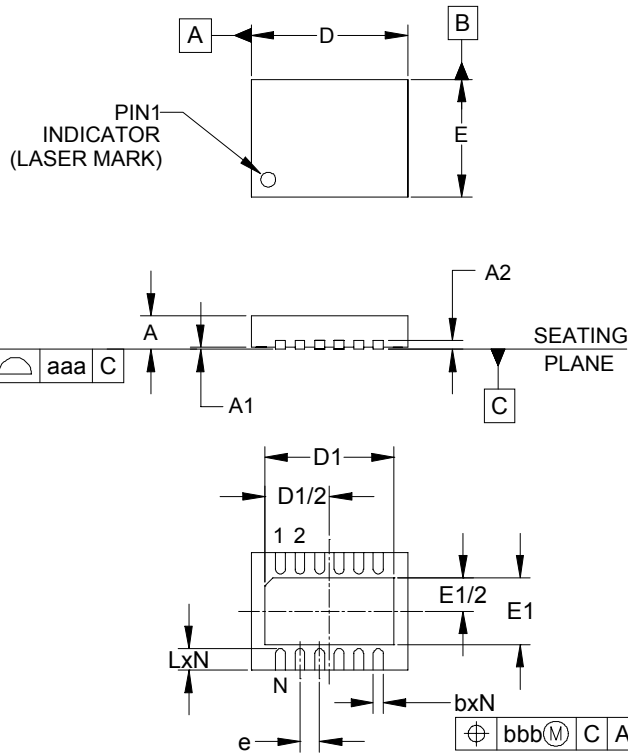 A
D
B
PIN1
INDICATOR
(LASER MARK)
E
A2
A
SEATING
PLANE
aaa C
A1
C
D1
D1/2
1 2
E1/2
E1
LxN
N
bxN
e
bbb Ⓜ C A